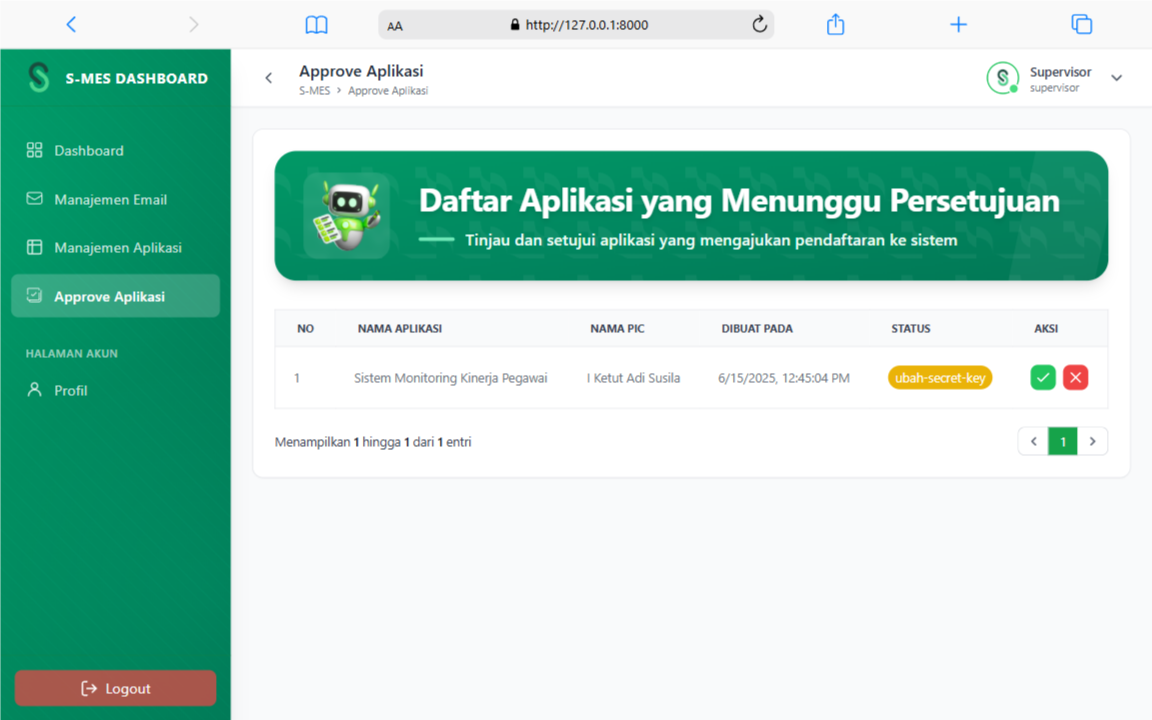 AA
http://127.0.0.1:8000
S-MES DASHBOARD
Dashboard
Manajemen Email
Manajemen Aplikasi
Approve Aplikasi
HALAMAN AKUN
Profil
Logout
Approve Aplikasi
S-MES › Approve Aplikasi
Supervisor
supervisor
Daftar Aplikasi yang Menunggu Persetujuan
Tinjau dan setujui aplikasi yang mengajukan pendaftaran ke sistem
NO NAMA APLIKASI NAMA PIC DIBUAT PADA STATUS AKSI
1 Sistem Monitoring Kinerja Pegawai I Ketut Adi Susila 6/15/2025, 12:45:04 PM ubah-secret-key
Menampilkan 1 hingga 1 dari 1 entri
1